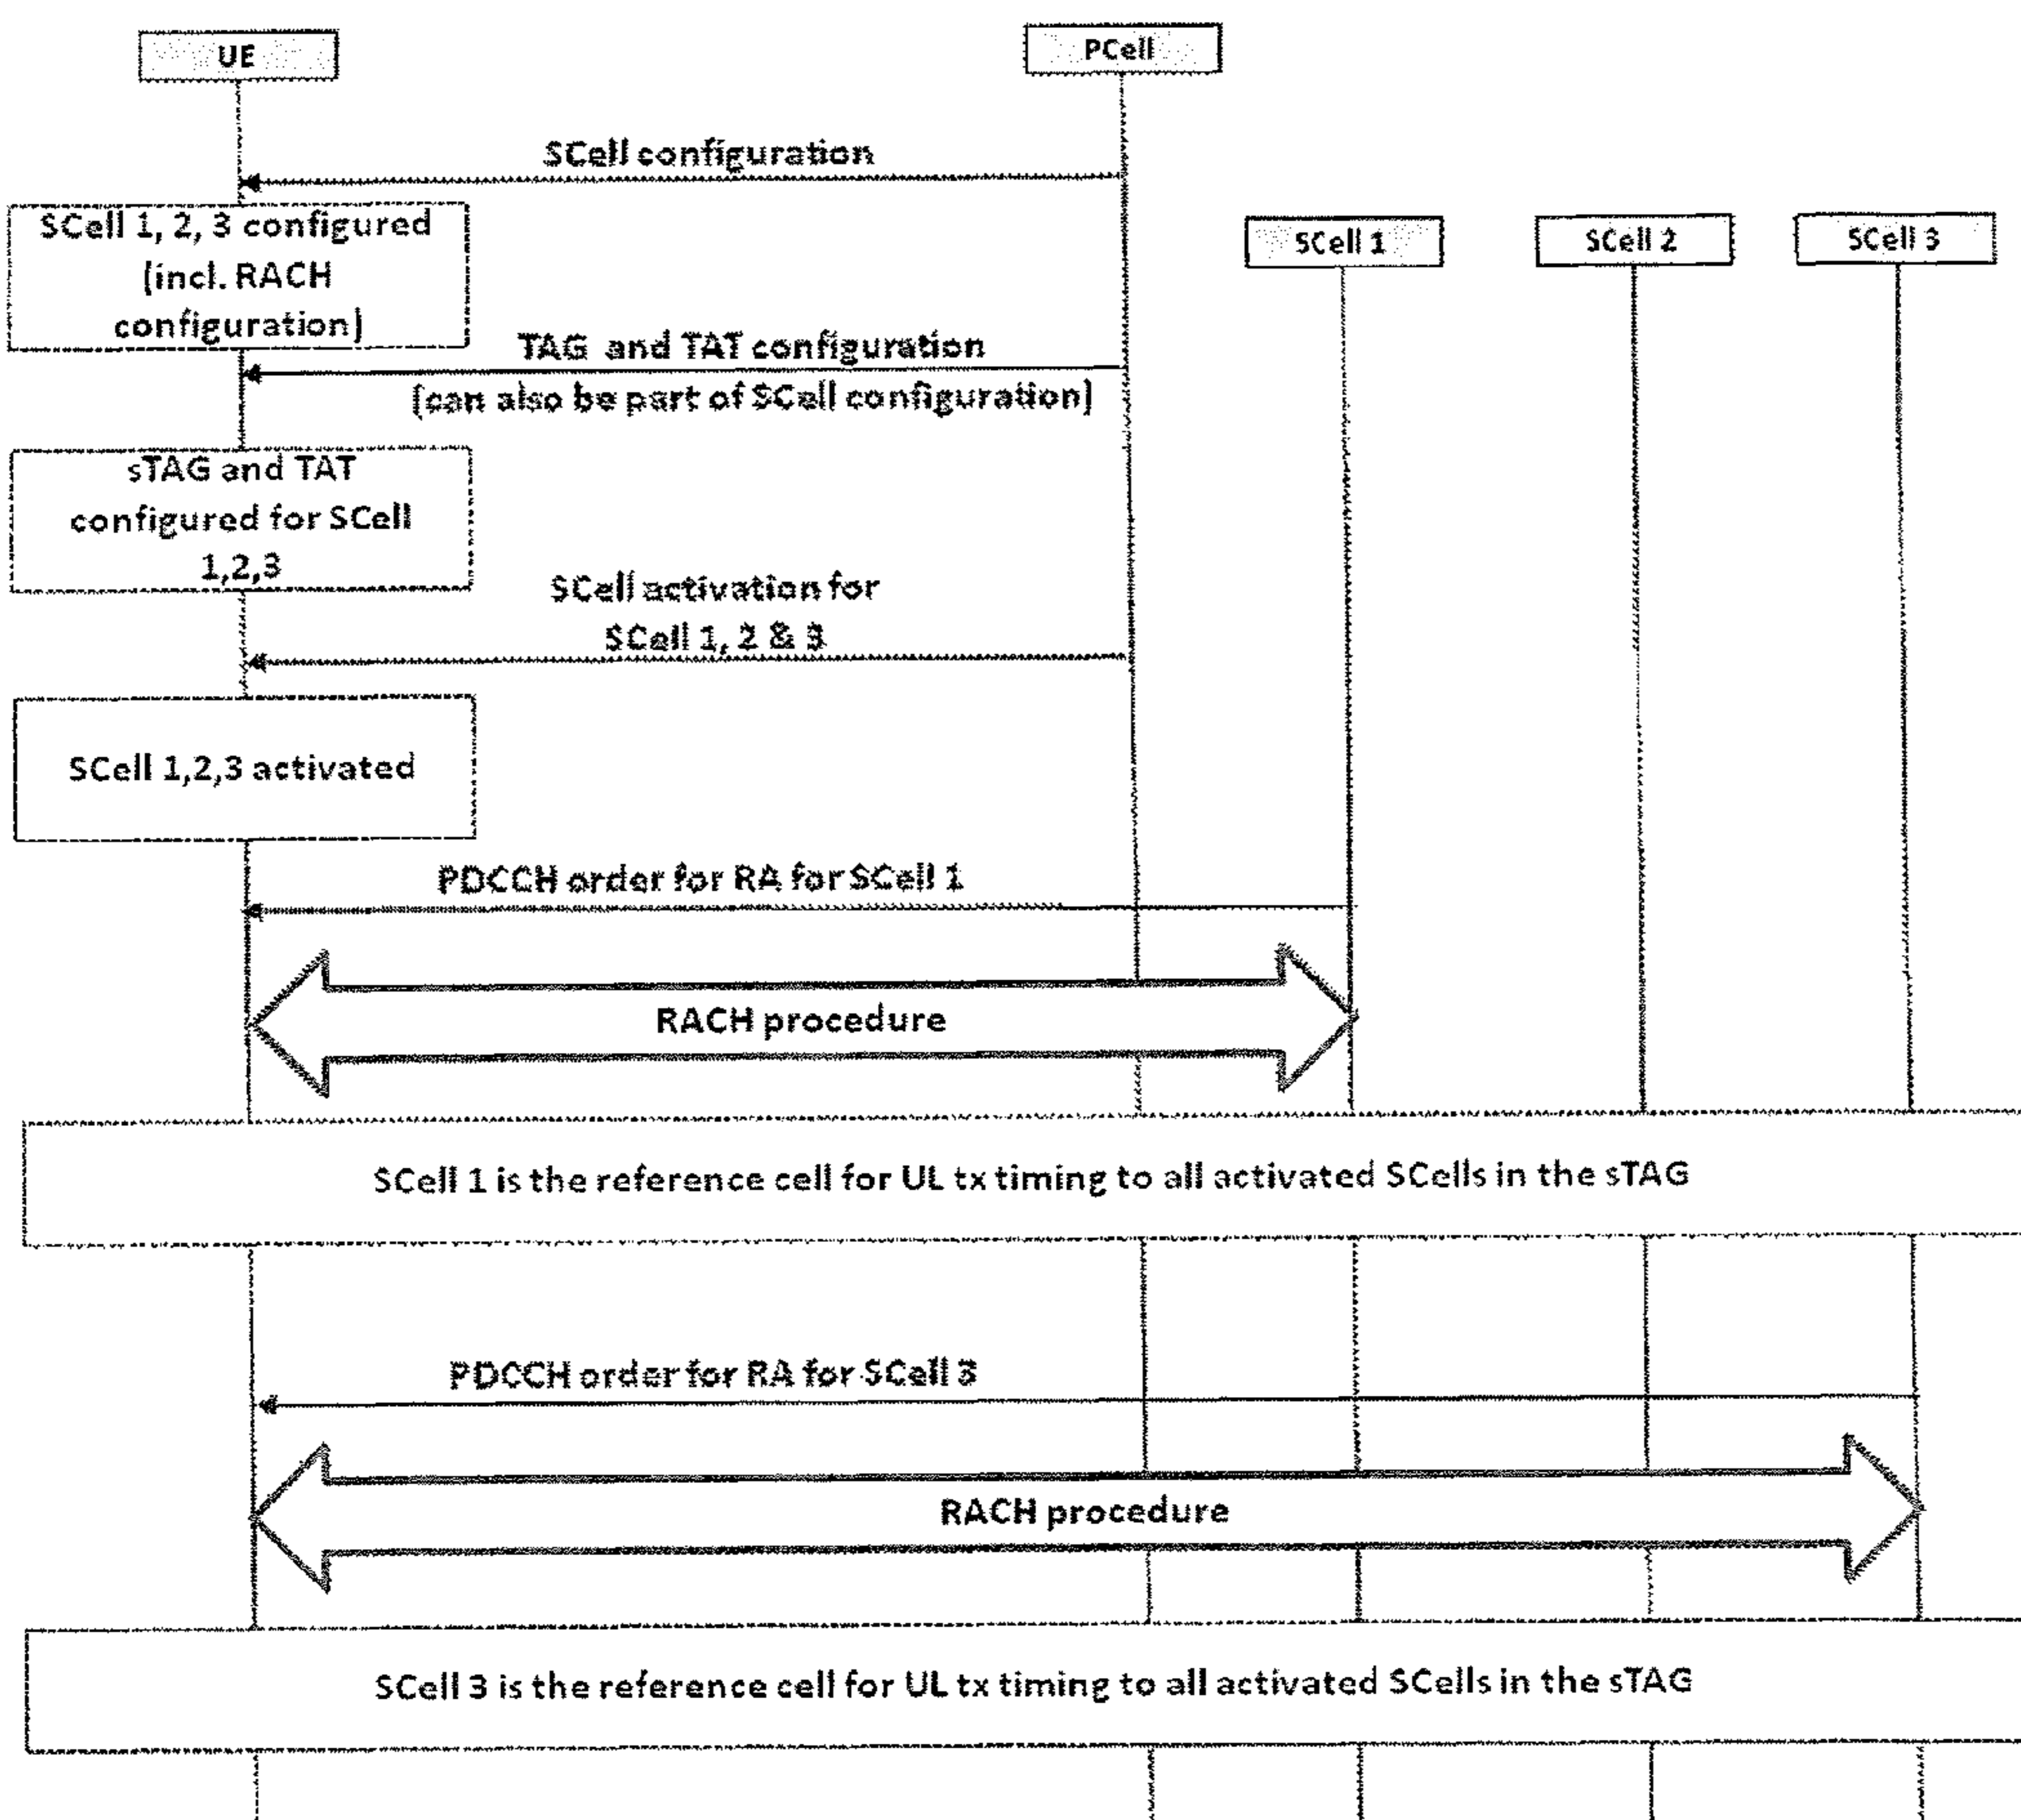 UE
PCell
SCell configuration
SCell 1, 2, 3 configured
(incl. RACH
configuration)
SCell 1
SCell 2
SCell 3
TAG and TAT configuration
(can also be part of SCell configuration)
sTAG and TAT
configured for SCell
1,2,3
SCell activation for
SCell 1, 2 & 3
SCell 1,2,3 activated
PDCCH order for RA for SCell 1
RACH procedure
SCell 1 is the reference cell for UL tx timing to all activated SCells in the sTAG
PDCCH order for RA for SCell 3
RACH procedure
SCell 3 is the reference cell for UL tx timing to all activated SCells in the sTAG